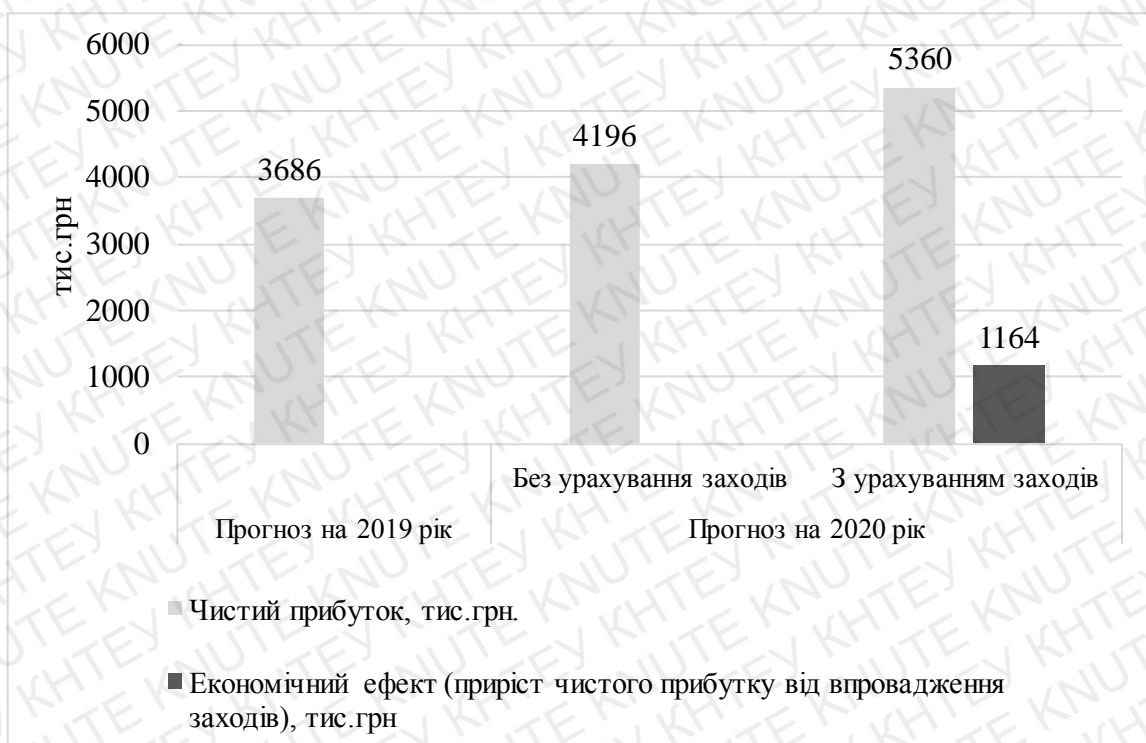 6000
5000
4000
3000
2000
1000
0
тис.грн
3686
4196
5360
1164
Без урахування заходів
З урахуванням заходів
Прогноз на 2019 рік
Прогноз на 2020 рік
Чистий прибуток, тис.грн.
Економічний ефект (приріст чистого прибутку від впровадження
заходів), тис.грн
KNUTE КНТЕУ